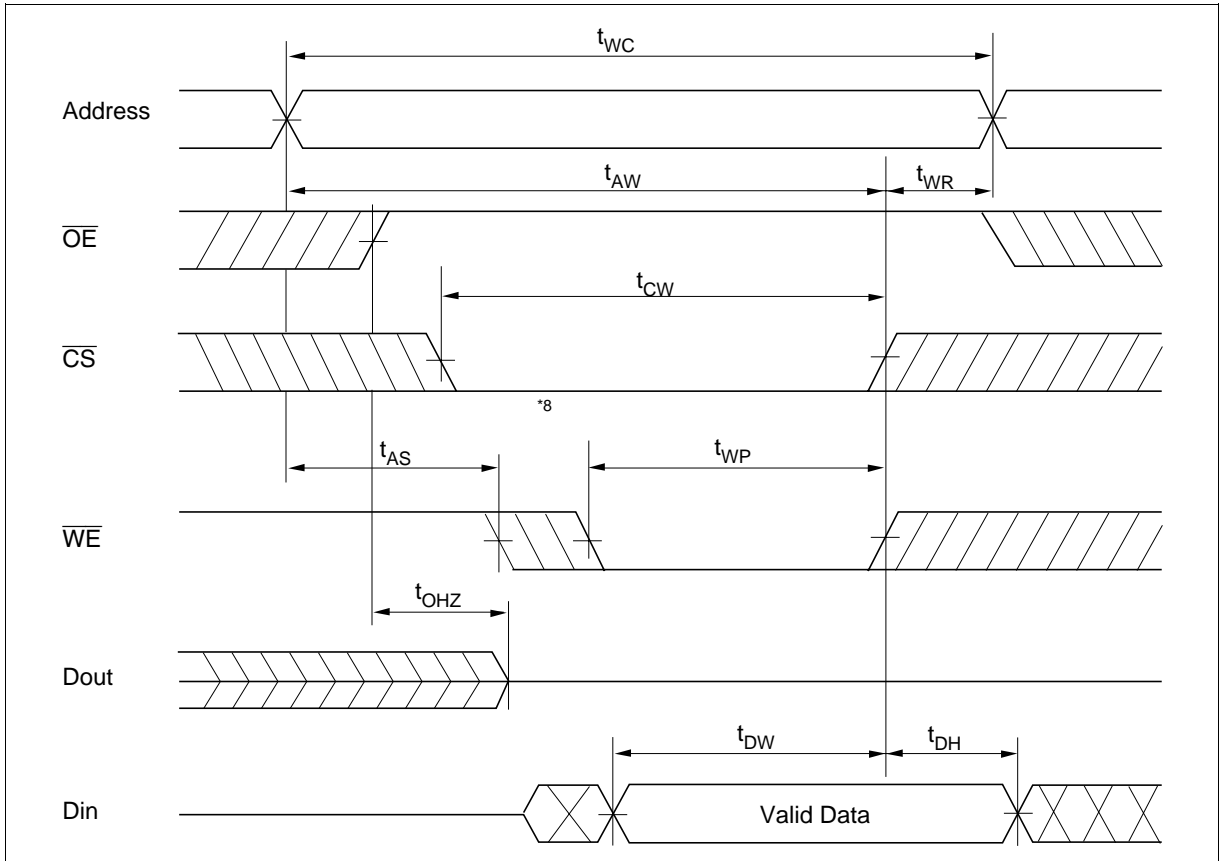 tWC
Address
tAW
tWR
OE
tCW
CS
*8
tAS
tWP
WE
tOHZ
Dout
tDW
tDH
Din
Valid Data